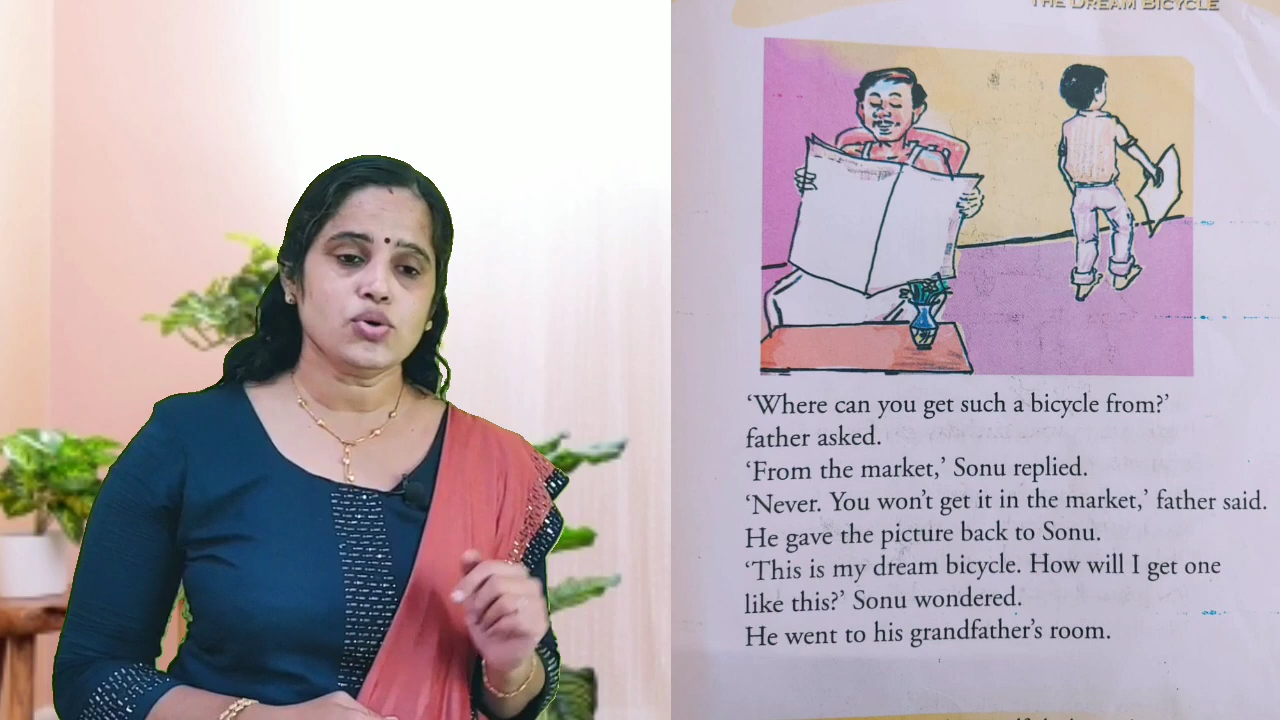 THE DREAM BICYCLE
‘Where can you get such a bicycle from?’
father asked.
‘From the market,’ Sonu replied.
‘Never. You won’t get it in the market,’ father said.
He gave the picture back to Sonu.
‘This is my dream bicycle. How will I get one
like this?’ Sonu wondered.
He went to his grandfather’s room.